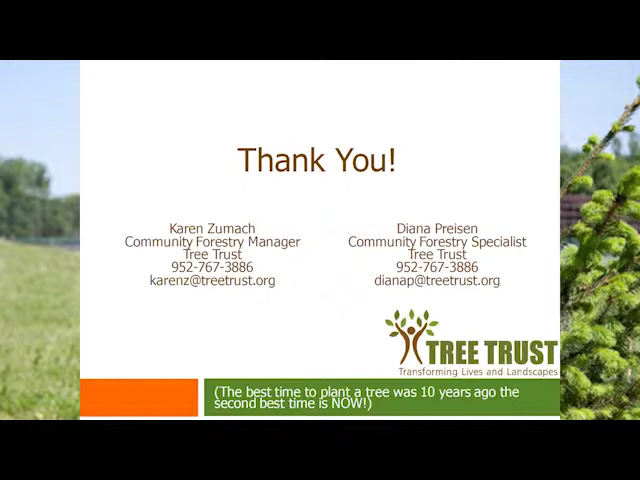 Thank You!
Karen Zumach
Community Forestry Manager
Tree Trust
952-767-3886
karenz@treetrust.org
Diana Preisen
Community Forestry Specialist
Tree Trust
952-767-3886
dianap@treetrust.org
TREE TRUST
Transforming Lives and Landscapes
(The best time to plant a tree was 10 years ago the
second best time is NOW!)